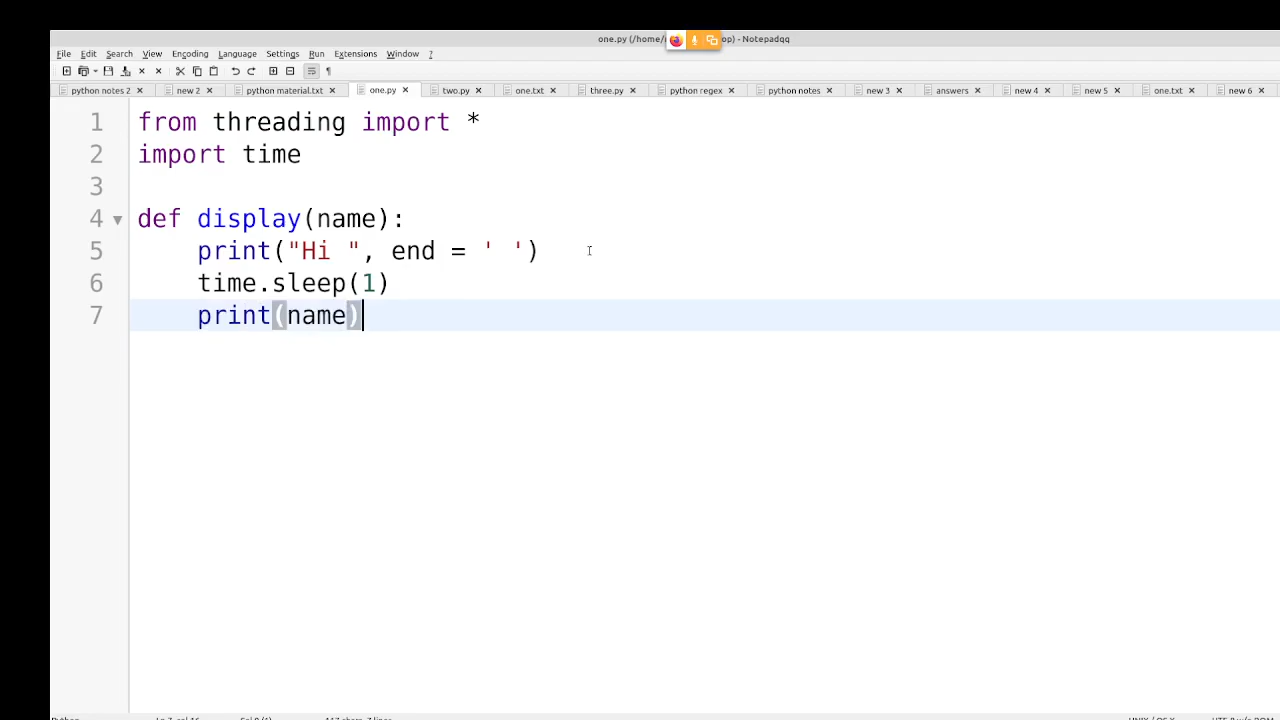 one.py (/home/ op) - Notepadqq
File Edit Search View Encoding Language Settings Run Extensions Window ?
python notes 2 new 2 python material.txt one.py two.py one.txt three.py python regex python notes new 3 answers new 4 new 5 one.txt new 6
1 from threading import *
2 import time
3
4 def display(name):
5 print("Hi ", end = ' ')
6 time.sleep(1)
7 print(name)